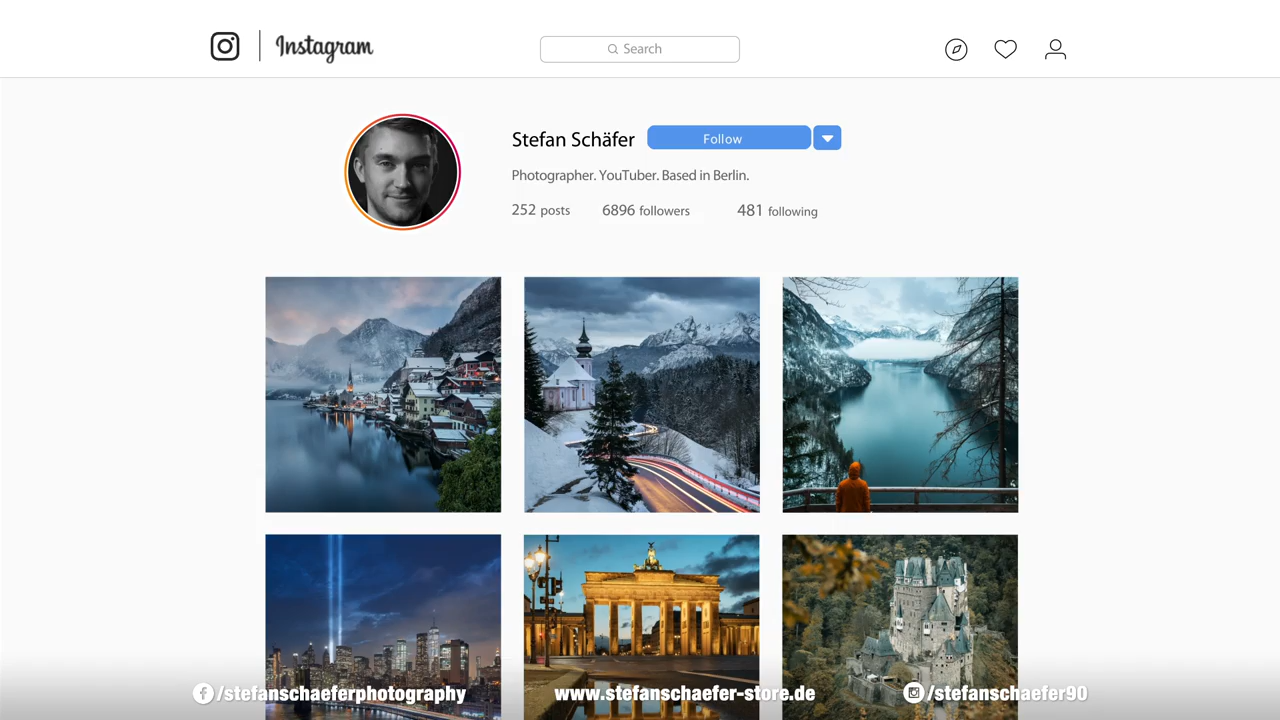 Instagram
Search
Stefan Schäfer
Follow
Photographer. YouTuber. Based in Berlin.
252 posts 6896 followers 481 following
/stefanschaeferphotography www.stefanschaefer-store.de /stefanschaefer90